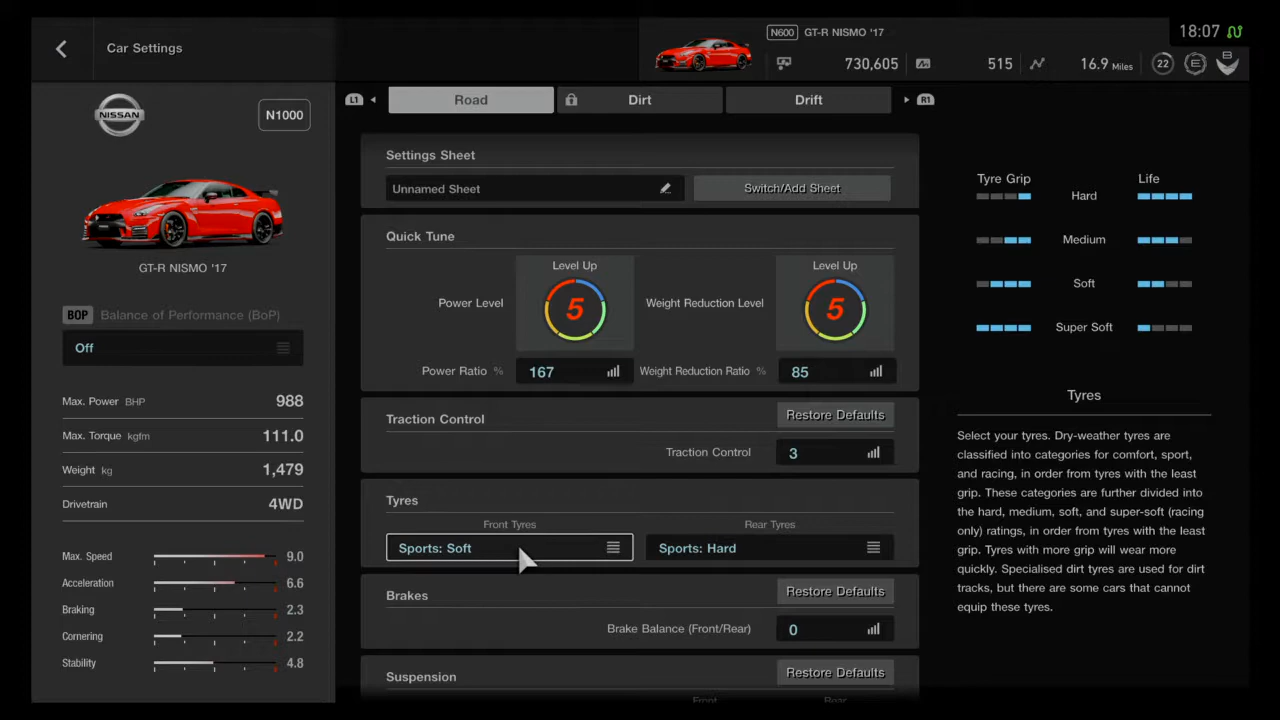 Car Settings
N600 GT-R NISMO '17
18:07
730,605 515 16.9 Miles 22 E B
L1 Road Dirt Drift R1
NISSAN
N1000
GT-R NISMO '17
BOP Balance of Performance (BoP)
Off
Max. Power BHP 988
Max. Torque kgfm 111.0
Weight kg 1,479
Drivetrain 4WD
Max. Speed 9.0
Acceleration 6.6
Braking 2.3
Cornering 2.2
Stability 4.8
Settings Sheet
Unnamed Sheet Switch/Add Sheet
Quick Tune
Level Up Level Up
Power Level 5 Weight Reduction Level 5
Power Ratio % 167 Weight Reduction Ratio % 85
Traction Control Restore Defaults
Traction Control 3
Tyres
Front Tyres Rear Tyres
Sports: Soft Sports: Hard
Brakes Restore Defaults
Brake Balance (Front/Rear) 0
Suspension Restore Defaults
Front Rear
Tyre Grip Life
Hard
Medium
Soft
Super Soft
Tyres
Select your tyres. Dry-weather tyres are
classified into categories for comfort, sport,
and racing, in order from tyres with the least
grip. These categories are further divided into
the hard, medium, soft, and super-soft (racing
only) ratings, in order from tyres with the least
grip. Tyres with more grip will wear more
quickly. Specialised dirt tyres are used for dirt
tracks, but there are some cars that cannot
equip these tyres.